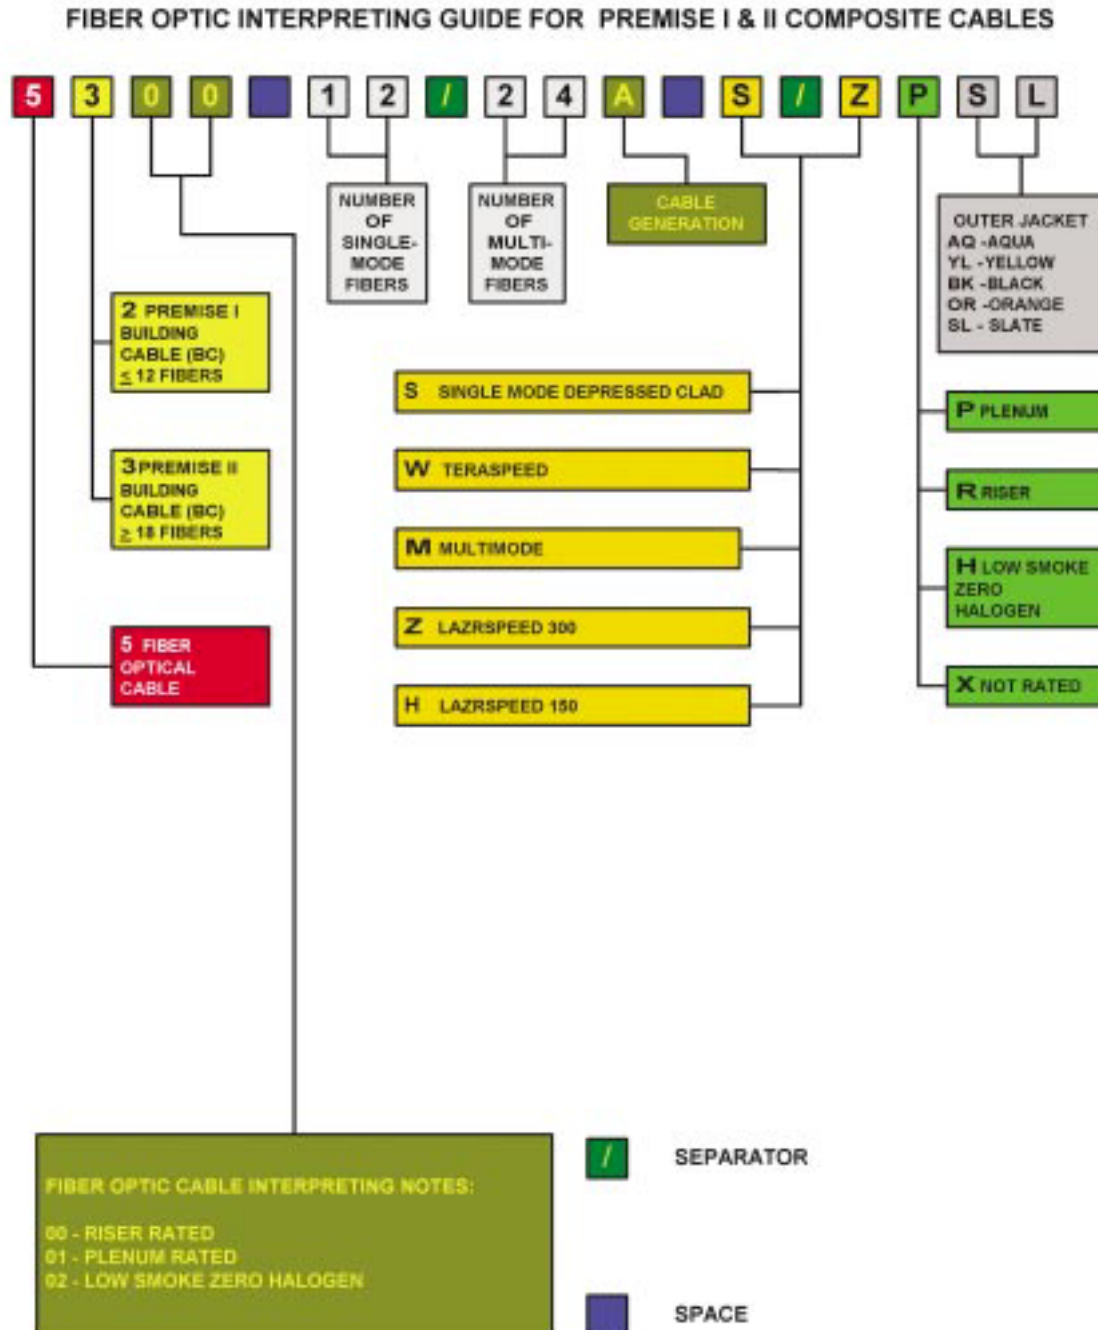 FIBER OPTIC INTERPRETING GUIDE FOR PREMISE I & II COMPOSITE CABLES
5 3 0 0 1 2 / 2 4 A S / Z P S L
NUMBER
OF
SINGLE-
MODE
FIBERS
NUMBER
OF
MULTI-
MODE
FIBERS
CABLE
GENERATION
OUTER JACKET
AQ -AQUA
YL -YELLOW
BK -BLACK
OR -ORANGE
SL - SLATE
2 PREMISE I
BUILDING
CABLE (BC)
≤ 12 FIBERS
3 PREMISE II
BUILDING
CABLE (BC)
≥ 18 FIBERS
5 FIBER
OPTICAL
CABLE
S SINGLE MODE DEPRESSED CLAD
W TERASPEED
M MULTIMODE
Z LAZRSPEED 300
H LAZRSPEED 150
P PLENUM
R RISER
H LOW SMOKE
ZERO
HALOGEN
X NOT RATED
FIBER OPTIC CABLE INTERPRETING NOTES:
00 - RISER RATED
01 - PLENUM RATED
02 - LOW SMOKE ZERO HALOGEN
/ SEPARATOR
SPACE